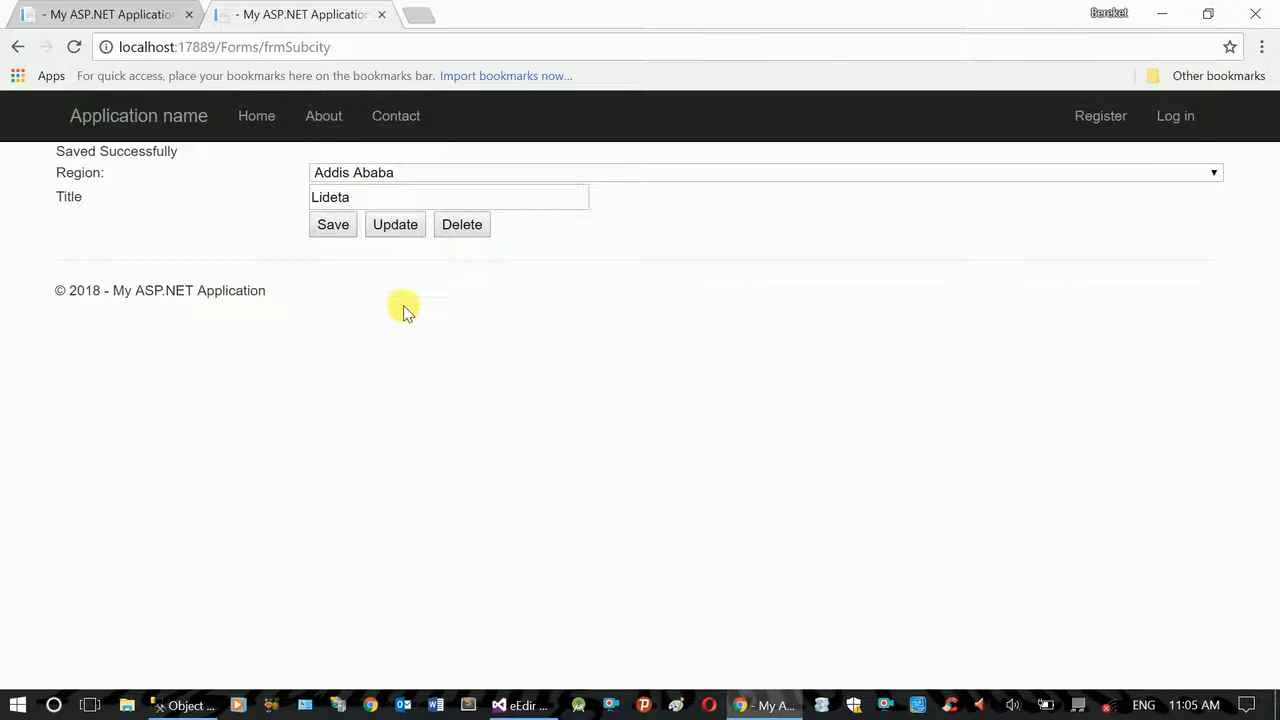 - My ASP.NET Application
- My ASP.NET Application
Bereket
localhost:17889/Forms/frmSubcity
Apps For quick access, place your bookmarks here on the bookmarks bar. Import bookmarks now... Other bookmarks
Application name Home About Contact Register Log in
Saved Successfully
Region: Addis Ababa
Title Lideta
Save Update Delete
© 2018 - My ASP.NET Application
Object ... eEdir ... - My A... ENG 11:05 AM